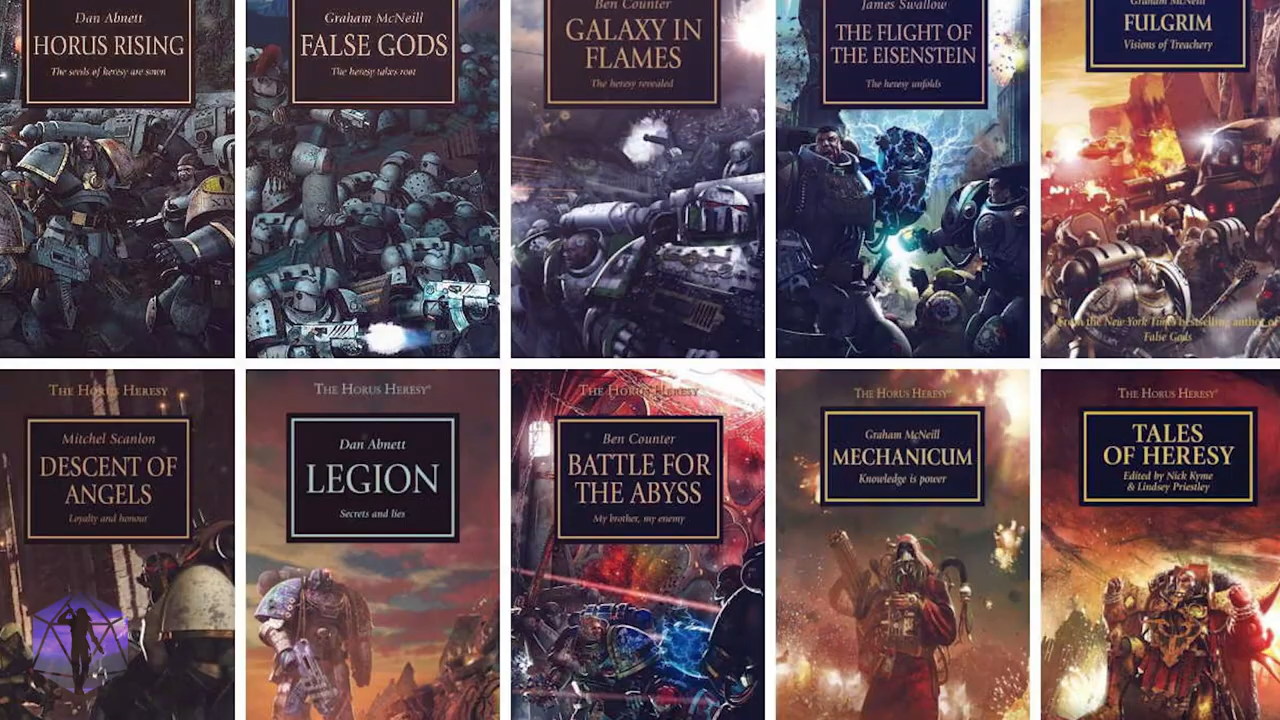 Dan Abnett
HORUS RISING
The seeds of heresy are sown
Graham McNeill
FALSE GODS
The heresy takes root
Ben Counter
GALAXY IN
FLAMES
The heresy revealed
James Swallow
THE FLIGHT OF
THE EISENSTEIN
The heresy unfolds
Graham McNeill
FULGRIM
Visions of Treachery
From the New York Times bestselling author of
False Gods
THE HORUS HERESY
Mitchel Scanlon
DESCENT OF
ANGELS
Loyalty and honour
THE HORUS HERESY®
Dan Abnett
LEGION
Secrets and lies
THE HORUS HERESY
Ben Counter
BATTLE FOR
THE ABYSS
My brother, my enemy
THE HORUS HERESY®
Graham McNeill
MECHANICUM
Knowledge is power
THE HORUS HERESY®
TALES
OF HERESY
Edited by Nick Kyme
& Lindsey Priestley